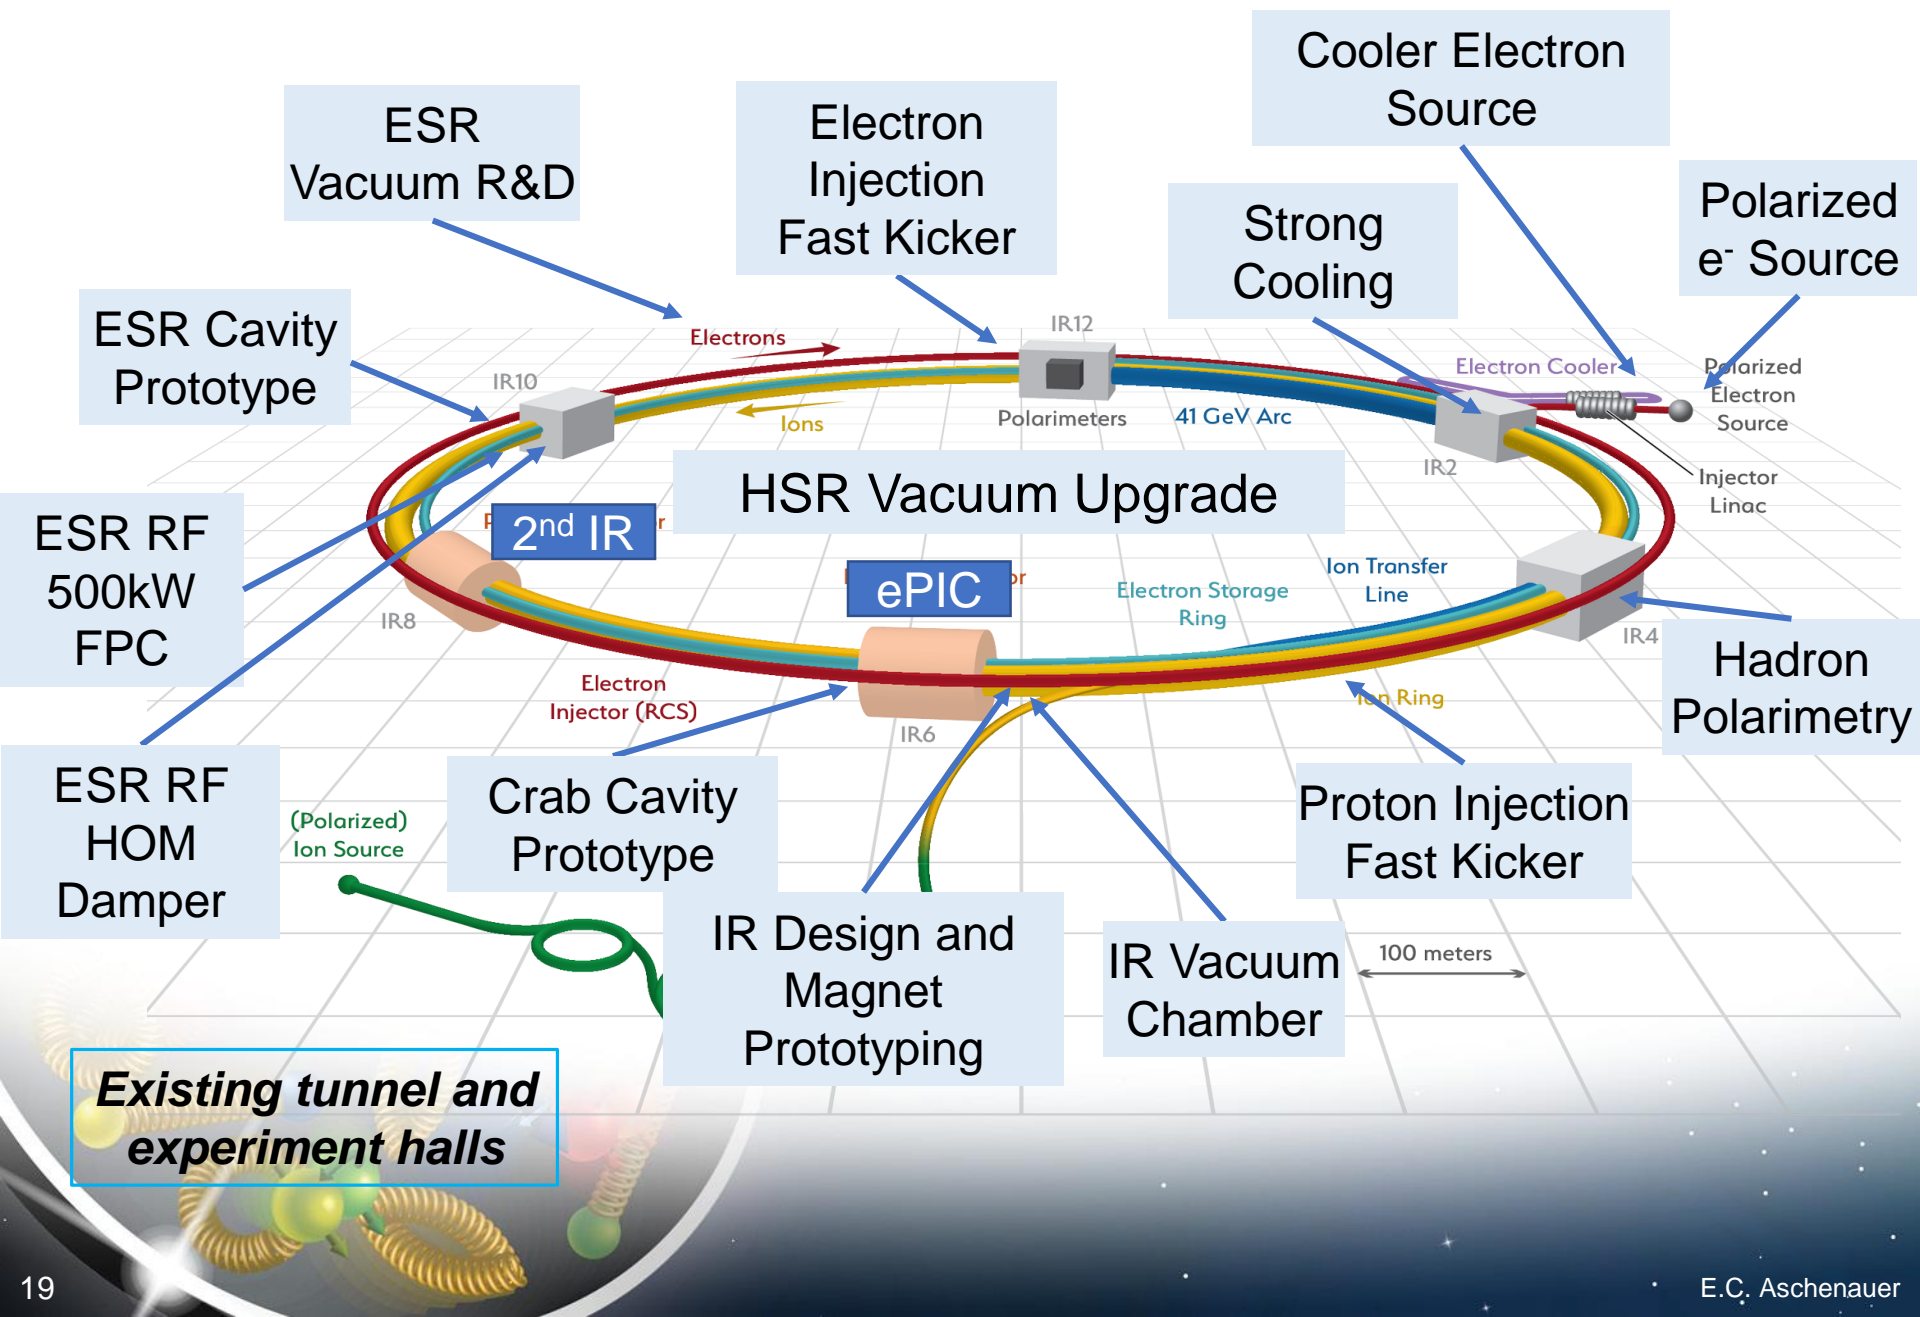 Cooler Electron
Source
ESR
Vacuum R&D
Electron
Injection
Fast Kicker
Strong
Cooling
Polarized
e- Source
ESR Cavity
Prototype
Electrons
IR12
IR10
Ions
Polarimeters
41 GeV Arc
Electron Cooler
Polarized
Electron
Source
IR2
Injector
Linac
HSR Vacuum Upgrade
ESR RF
500kW
FPC
2nd IR
ePIC
Electron Storage
Ring
Ion Transfer
Line
IR8
IR4
Hadron
Polarimetry
Electron
Injector (RCS)
IR6
Ion Ring
ESR RF
HOM
Damper
(Polarized)
Ion Source
Crab Cavity
Prototype
Proton Injection
Fast Kicker
IR Design and
Magnet
Prototyping
IR Vacuum
Chamber
100 meters
Existing tunnel and
experiment halls
19
E.C. Aschenauer